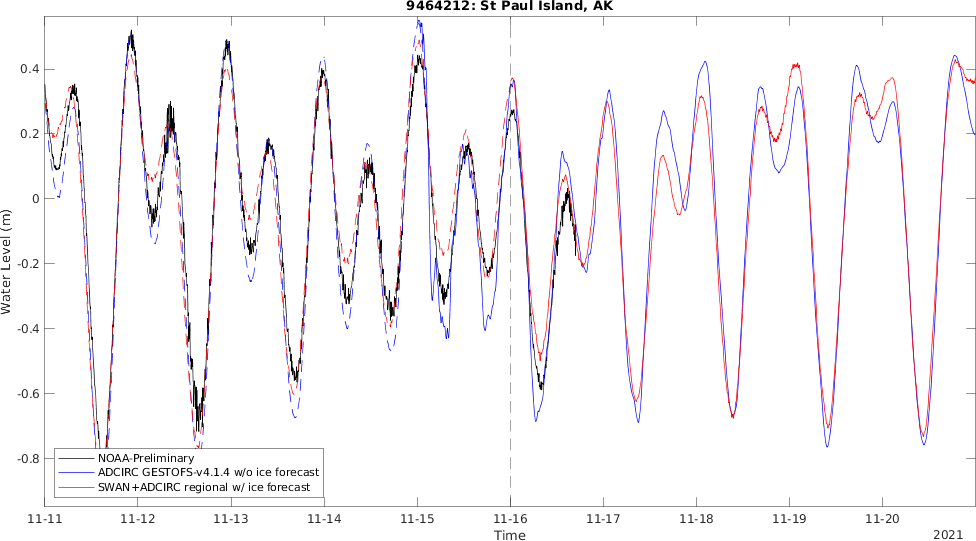 9464212: St Paul Island, AK
Water Level (m)
0.4
0.2
0
-0.2
-0.4
-0.6
-0.8
NOAA-Preliminary
ADCIRC GESTOFS-v4.1.4 w/o ice forecast
SWAN+ADCIRC regional w/ ice forecast
11-11 11-12 11-13 11-14 11-15 11-16 11-17 11-18 11-19 11-20
Time
2021